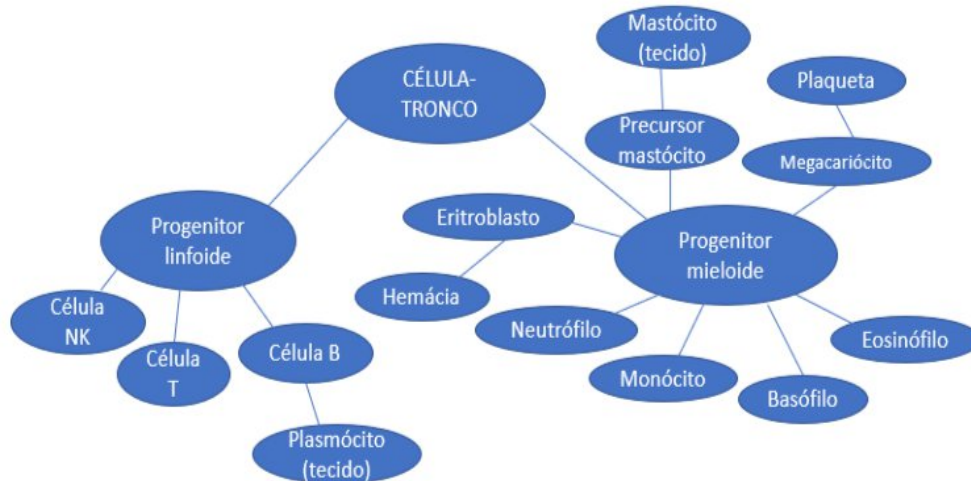 Mastócito
(tecido)
CÉLULA-
TRONCO
Plaqueta
Precursor
mastócito
Megacariócito
Eritroblasto
Progenitor
linfoide
Progenitor
mieloide
Hemácia
Célula
NK
Neutrófilo
Eosinófilo
Célula B
Célula
T
Monócito
Basófilo
Plasmócito
(tecido)